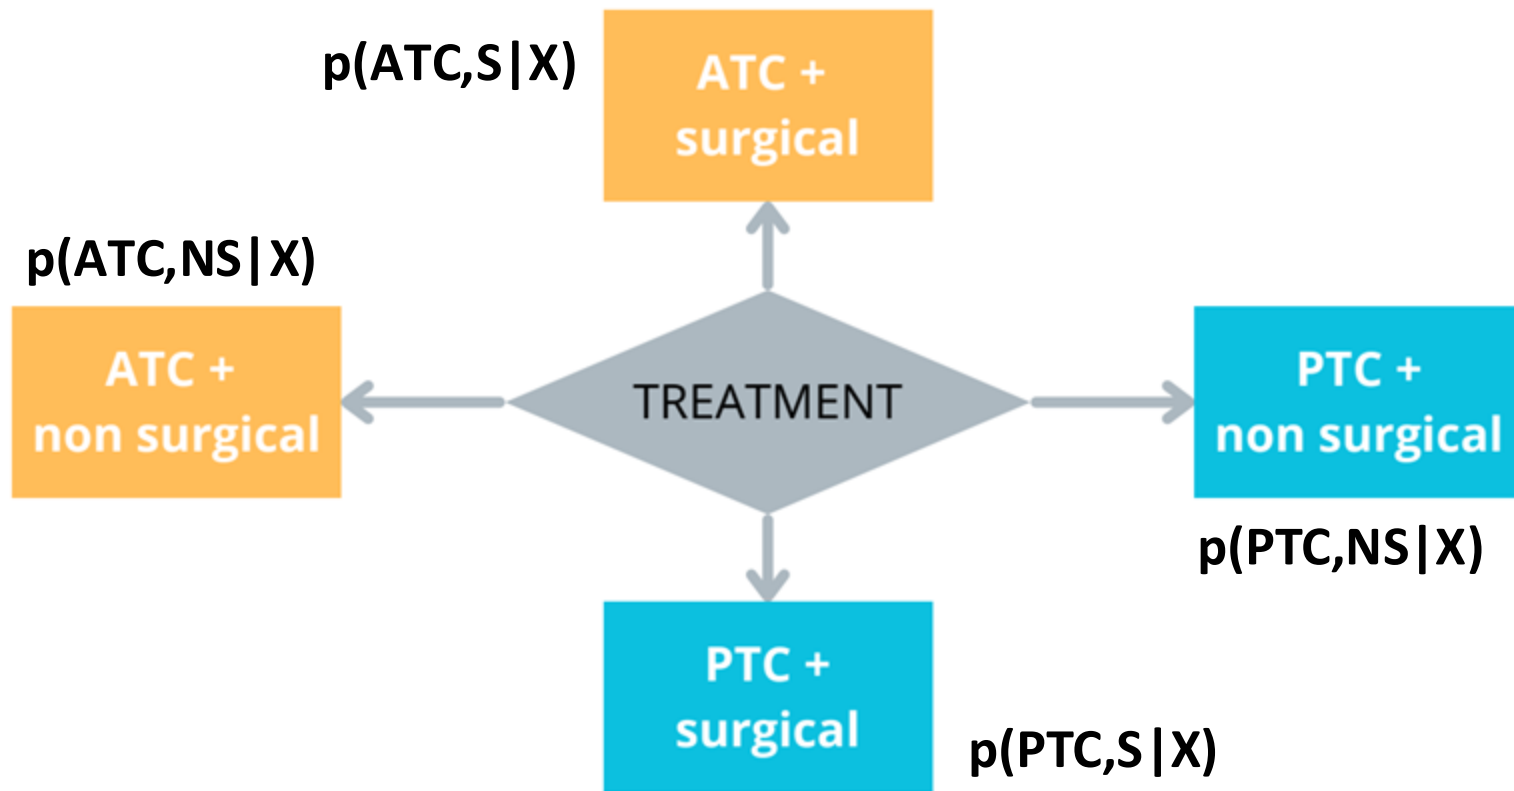 p(ATC,S|X)
ATC +
surgical
p(ATC,NS|X)
ATC +
non surgical
TREATMENT
PTC +
non surgical
p(PTC,NS|X)
PTC +
surgical
p(PTC,S|X)